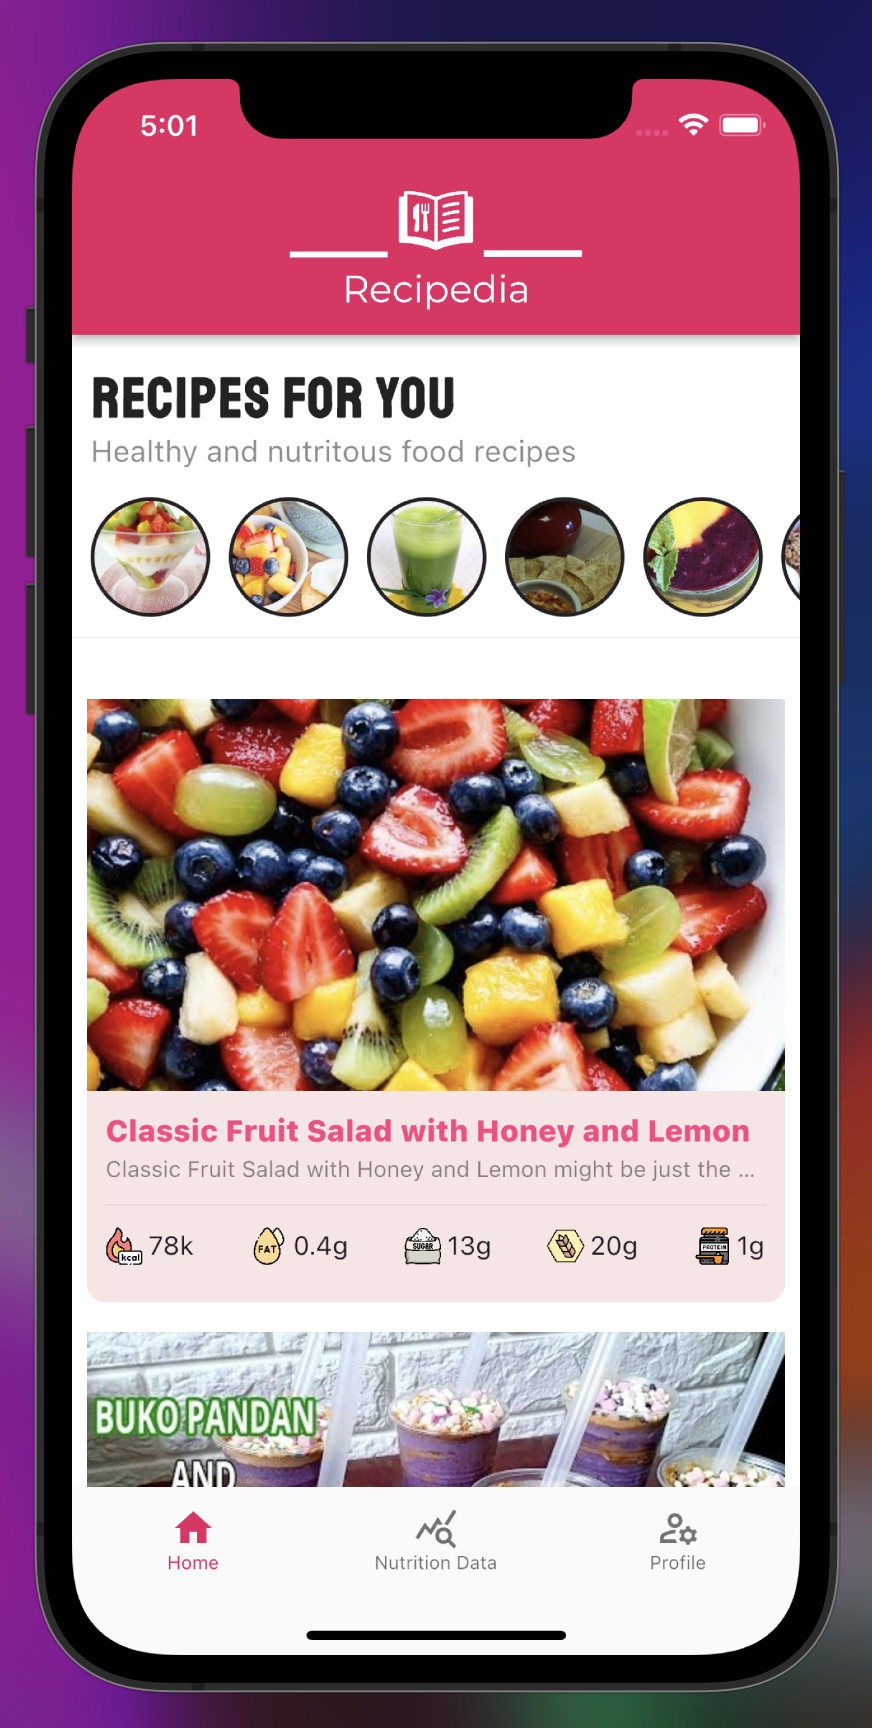 5:01
Recipedia
RECIPES FOR YOU
Healthy and nutritous food recipes
Classic Fruit Salad with Honey and Lemon
Classic Fruit Salad with Honey and Lemon might be just the ...
kcal 78k FAT 0.4g SUGAR 13g 20g PROTEIN 1g
BUKO PANDAN
AND
Home Nutrition Data Profile